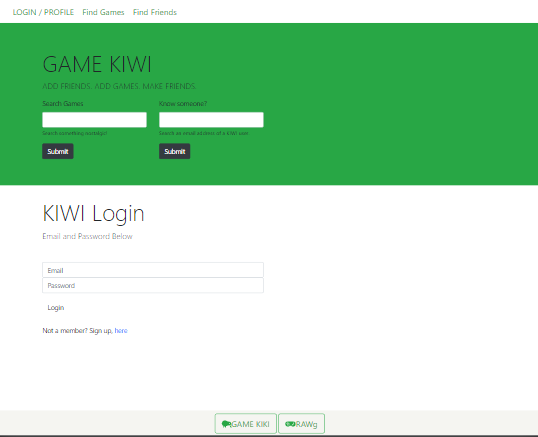 LOGIN / PROFILE Find Games Find Friends
GAME KIWI
ADD FRIENDS. ADD GAMES. MAKE FRIENDS.
Search Games Know someone?
Search something nostalgic! Search an email address of a KIWI user
Submit Submit
KIWI Login
Email and Password Below
Email
Password
Login
Not a member? Sign up, here
GAME KIKI RAWg